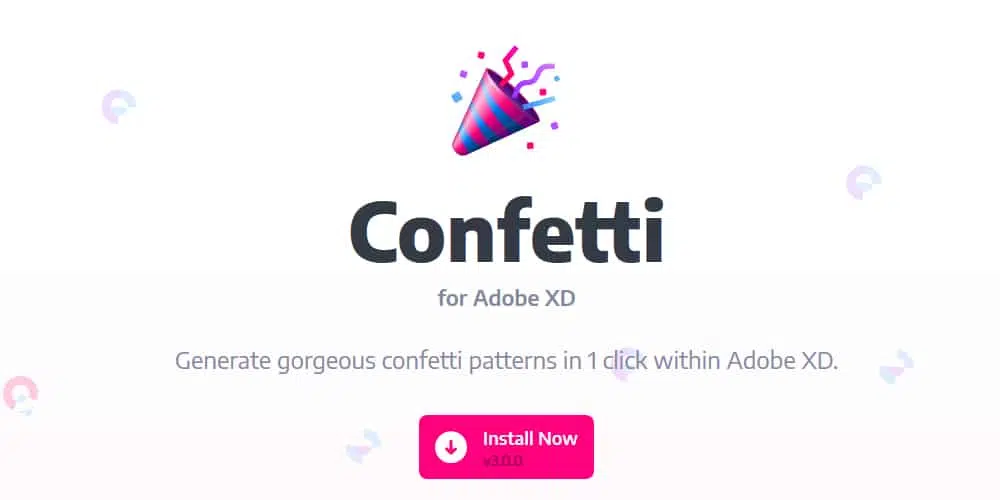 Confetti
for Adobe XD
Generate gorgeous confetti patterns in 1 click within Adobe XD.
Install Now
v3.0.0